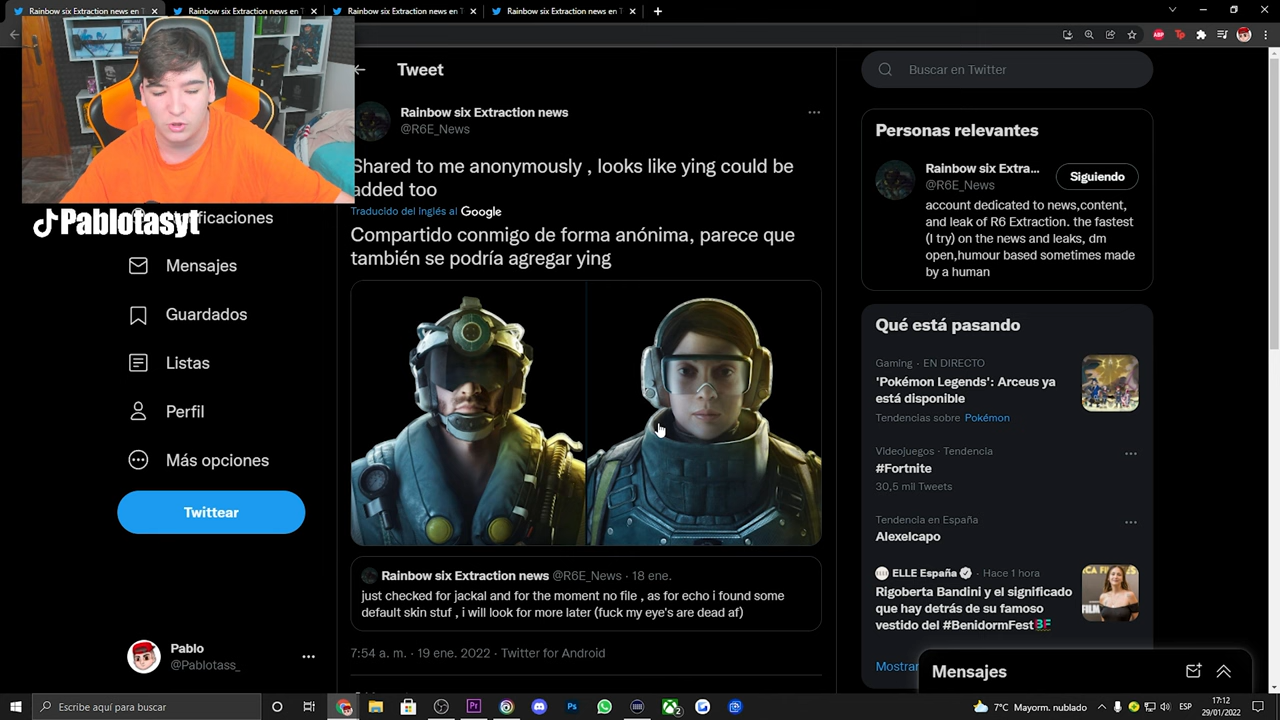 Rainbow six Extraction news en T
Rainbow six Extraction news en T
Rainbow six Extraction news en T
Rainbow six Extraction news en T
Tweet
Rainbow six Extraction news
@R6E_News
Shared to me anonymously , looks like ying could be
added too
Traducido del Inglés al Google
Compartido conmigo de forma anónima, parece que
también se podría agregar ying
Rainbow six Extraction news @R6E_News · 18 ene.
just checked for jackal and for the moment no file , as for echo i found some
default skin stuf , i will look for more later (fuck my eye's are dead af)
7:54 a. m. · 19 ene. 2022 · Twitter for Android
Pablotasyt
Mensajes
Guardados
Listas
Perfil
Más opciones
Twittear
Pablo
@Pablotass_
Buscar en Twitter
Personas relevantes
Rainbow six Extra...
@R6E_News
Siguiendo
account dedicated to news,content,
and leak of R6 Extraction. the fastest
(I try) on the news and leaks, dm
open,humour based sometimes made
by a human
Qué está pasando
Gaming · EN DIRECTO
'Pokémon Legends': Arceus ya
está disponible
Tendencias sobre Pokémon
Videojuegos · Tendencia
#Fortnite
30,5 mil Tweets
Tendencia en España
Alexelcapo
ELLE España · Hace 1 hora
Rigoberta Bandini y el significado
que hay detrás de su famoso
vestido del #BenidormFest
Mostrar
Mensajes
Escribe aquí para buscar
7°C Mayorm. nublado
ESP
17:12
29/01/2022